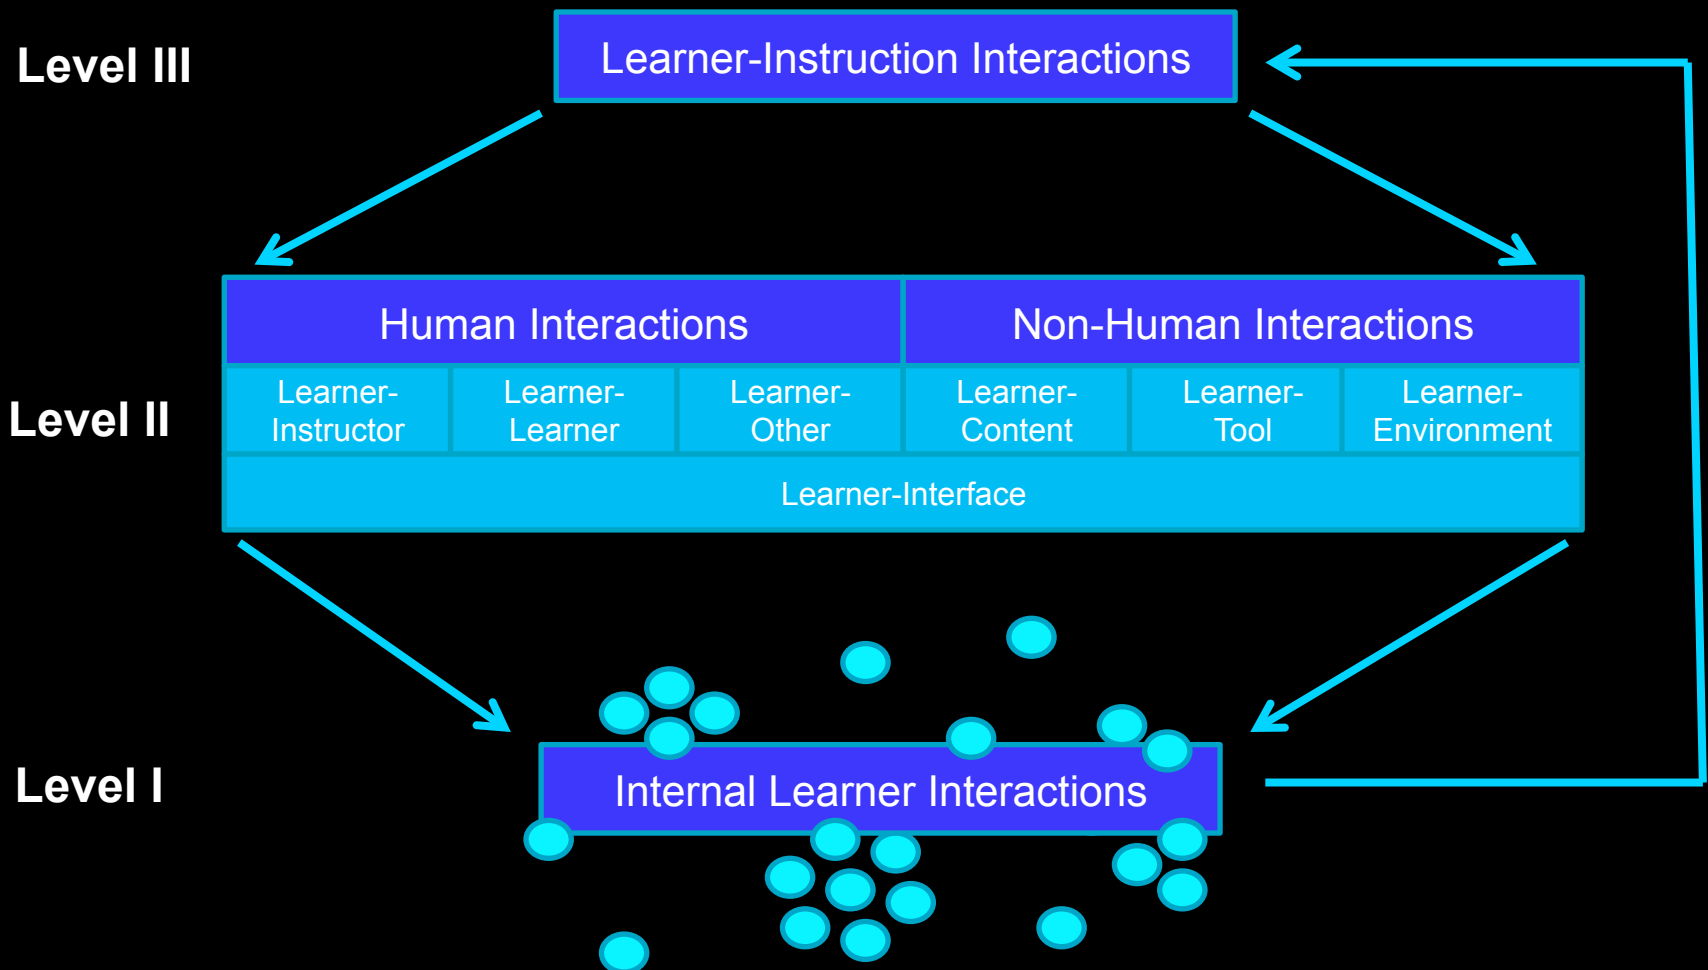 Level III
Learner-Instruction Interactions
Human Interactions
Non-Human Interactions
Level II
Learner-
Instructor
Learner-
Learner
Learner-
Other
Learner-
Content
Learner-
Tool
Learner-
Environment
Learner-Interface
Level I
Internal Learner Interactions